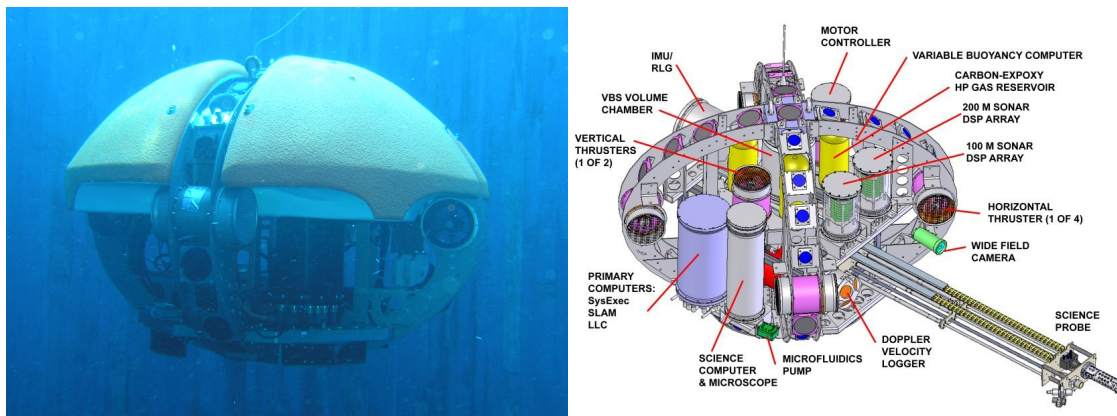 MOTOR
CONTROLLER
IMU/
RLG
VARIABLE BUOYANCY COMPUTER
VBS VOLUME
CHAMBER
CARBON-EXPOXY
HP GAS RESERVOIR
VERTICAL
THRUSTERS
(1 OF 2)
200 M SONAR
DSP ARRAY
100 M SONAR
DSP ARRAY
HORIZONTAL
THRUSTER (1 OF 4)
WIDE FIELD
CAMERA
PRIMARY
COMPUTERS:
SysExec
SLAM
LLC
SCIENCE
PROBE
SCIENCE
COMPUTER
& MICROSCOPE
MICROFLUIDICS
PUMP
DOPPLER
VELOCITY
LOGGER